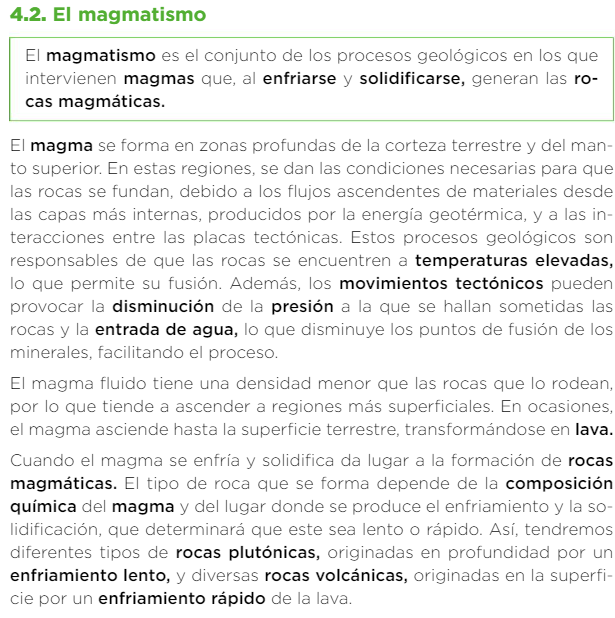 4.2. El magmatismo
El magmatismo es el conjunto de los procesos geológicos en los que
intervienen magmas que, al enfriarse y solidificarse, generan las ro-
cas magmáticas.
El magma se forma en zonas profundas de la corteza terrestre y del man-
to superior. En estas regiones, se dan las condiciones necesarias para que
las rocas se fundan, debido a los flujos ascendentes de materiales desde
las capas más internas, producidos por la energía geotérmica, y a las in-
teracciones entre las placas tectónicas. Estos procesos geológicos son
responsables de que las rocas se encuentren a temperaturas elevadas,
lo que permite su fusión. Además, los movimientos tectónicos pueden
provocar la disminución de la presión a la que se hallan sometidas las
rocas y la entrada de agua, lo que disminuye los puntos de fusión de los
minerales, facilitando el proceso.
El magma fluido tiene una densidad menor que las rocas que lo rodean,
por lo que tiende a ascender a regiones más superficiales. En ocasiones,
el magma asciende hasta la superficie terrestre, transformándose en lava.
Cuando el magma se enfría y solidifica da lugar a la formación de rocas
magmáticas. El tipo de roca que se forma depende de la composición
química del magma y del lugar donde se produce el enfriamiento y la so-
lidificación, que determinará que este sea lento o rápido. Así, tendremos
diferentes tipos de rocas plutónicas, originadas en profundidad por un
enfriamiento lento, y diversas rocas volcánicas, originadas en la superfi-
cie por un enfriamiento rápido de la lava.